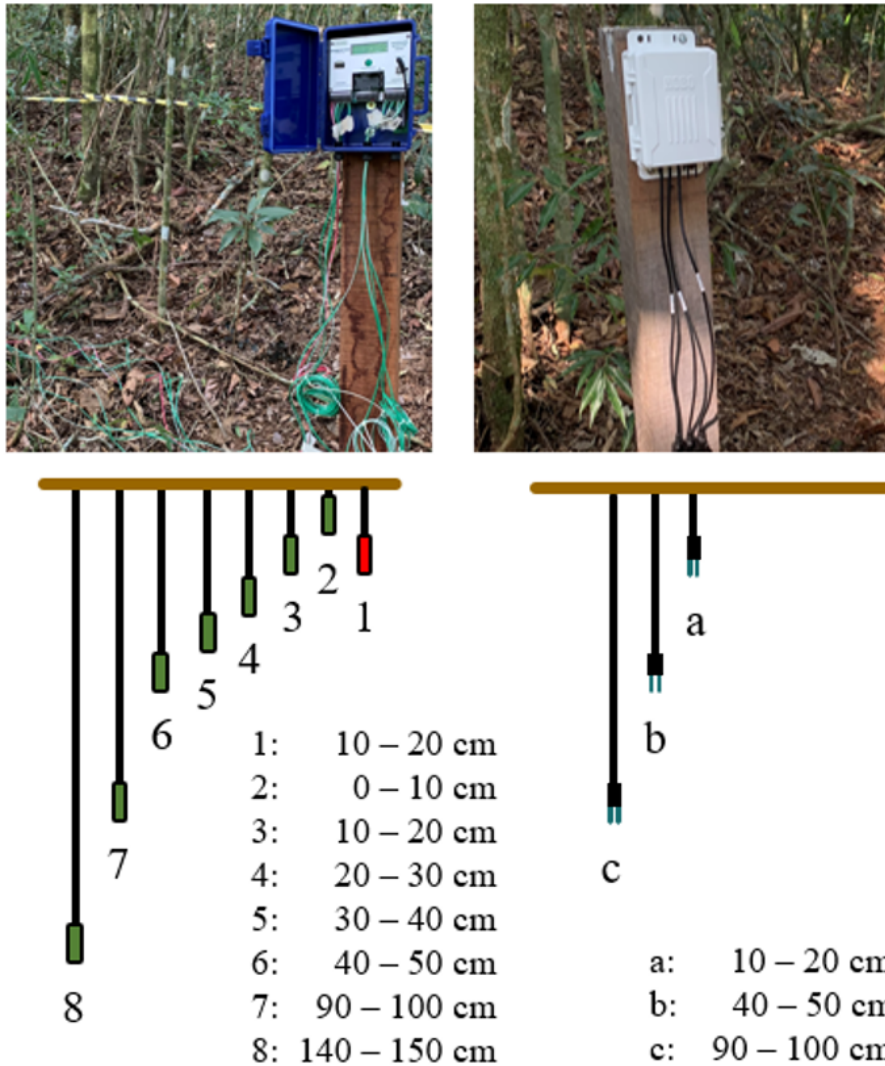 2
1
3
a
4
5
6
b
1: 10 – 20 cm
2: 0 – 10 cm
3: 10 – 20 cm
7
c
4: 20 – 30 cm
5: 30 – 40 cm
6: 40 – 50 cm
a: 10 – 20 cm
8
7: 90 – 100 cm
b: 40 – 50 cm
8: 140 – 150 cm
c: 90 – 100 cm